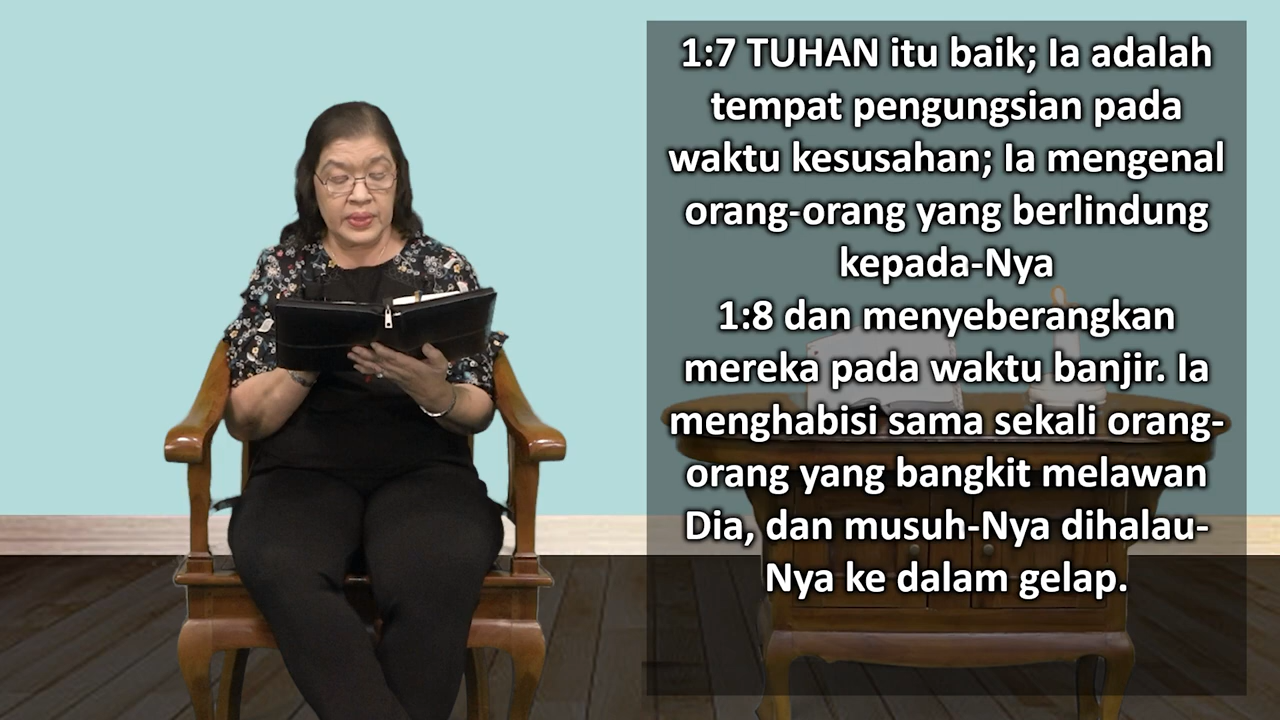 1:7 TUHAN itu baik; Ia adalah
tempat pengungsian pada
waktu kesusahan; Ia mengenal
orang-orang yang berlindung
kepada-Nya
1:8 dan menyeberangkan
mereka pada waktu banjir. Ia
menghabisi sama sekali orang-
orang yang bangkit melawan
Dia, dan musuh-Nya dihalau-
Nya ke dalam gelap.